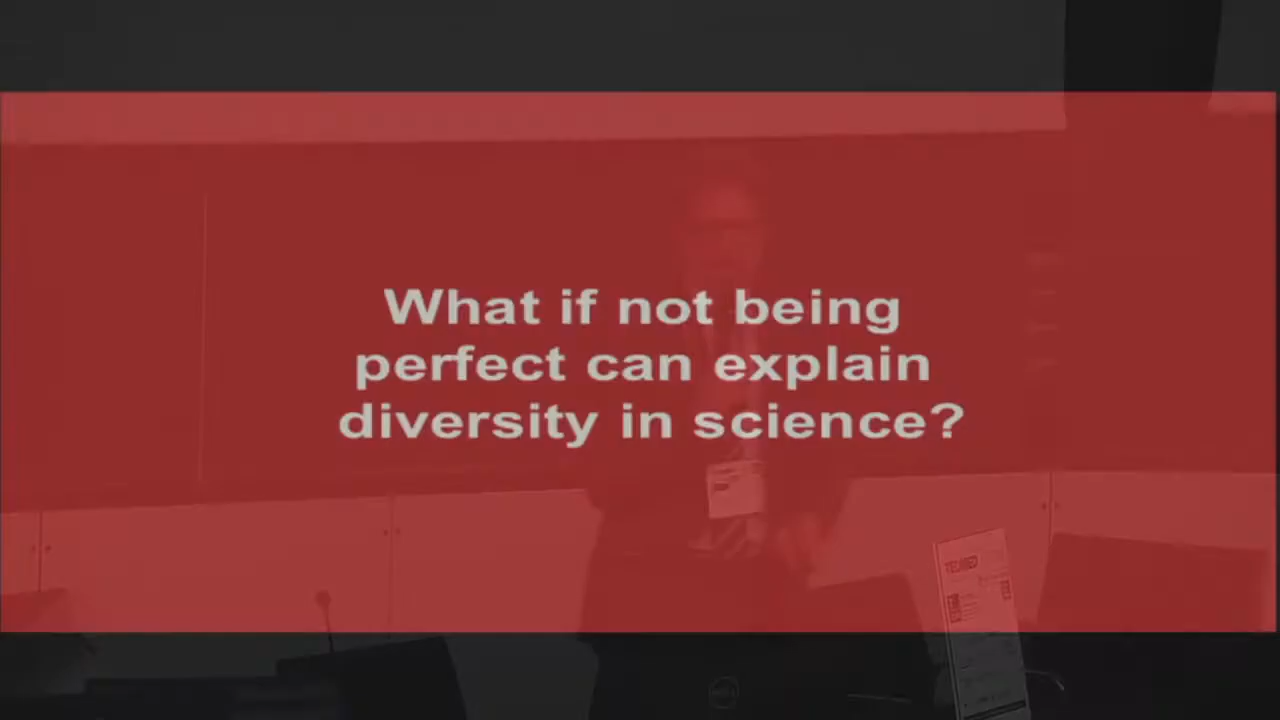 What if not being
perfect can explain
diversity in science?